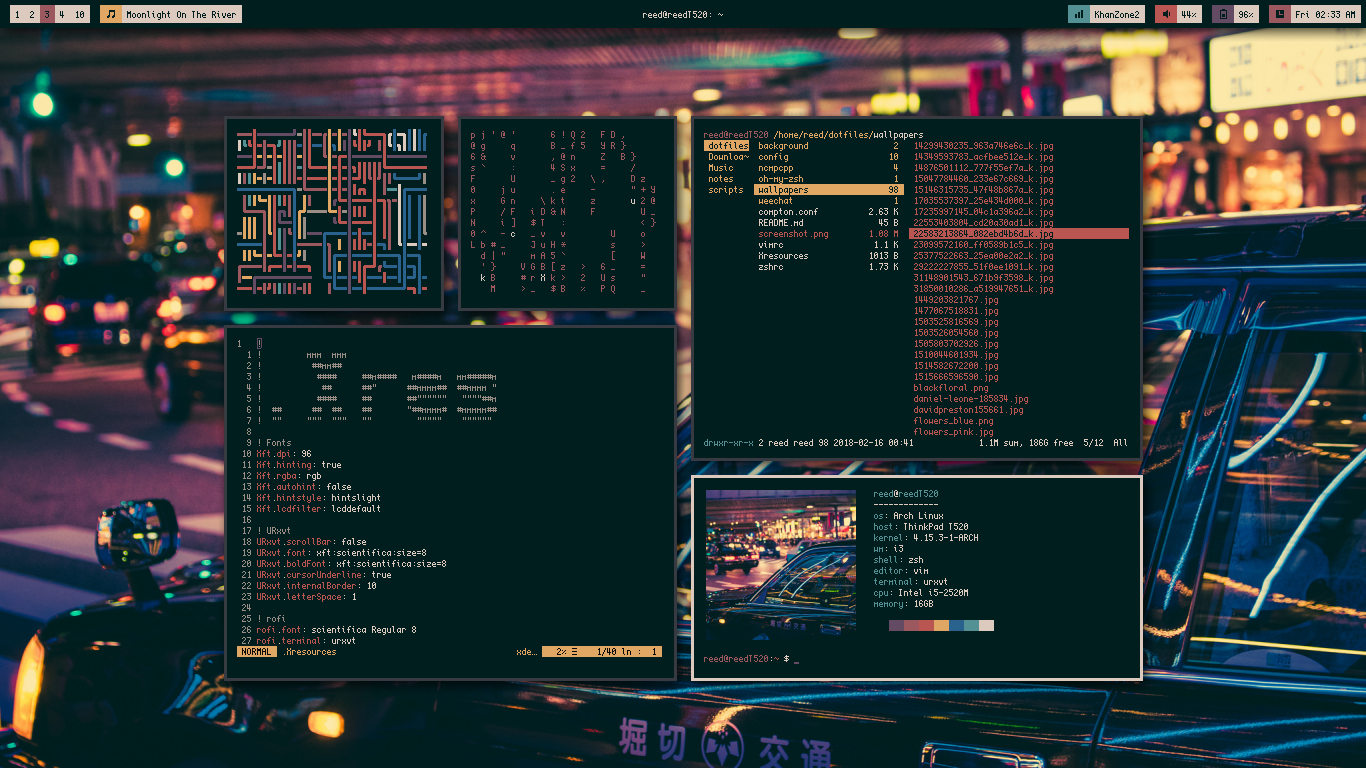 1 2 3 4 10
Moonlight On The River
reed@reedT520: ~
KhanZone2
44%
96%
Fri 02:33 AM
reed@reedT520 /home/reed/dotfiles/wallpapers
dotfiles
Downloa~
Music
notes
scripts
background 2
config 10
ncmpcpp 4
oh-my-zsh 1
wallpapers 98
weechat 1
compton.conf 2.63 K
README.md 45 B
screenshot.png 1.08 M
vimrc 1.1 K
Xresources 1013 B
zshrc 1.73 K
14299430235_963a746e6c_k.jpg
14349593783_acfbee512e_k.jpg
14876501112_777f55ef7a_k.jpg
15047784460_233e67c669_k.jpg
15146315735_47f48b867a_k.jpg
17035537397_25e434d000_k.jpg
17235997145_04c1a396a2_k.jpg
22553403804_cd20a30ad1_k.jpg
22583213864_082ebd4b6d_k.jpg
23099572160_ff0589b1c5_k.jpg
25377522663_25ea00e2a2_k.jpg
29222227855_51f0ee1091_k.jpg
31148901543_671b9f3598_k.jpg
31850010286_a519947651_k.jpg
1449203821767.jpg
1477067518831.jpg
1503525816569.jpg
1503526054560.jpg
1505803702926.jpg
1510044601934.jpg
1514582672200.jpg
1515666596590.jpg
blackfloral.png
daniel-leone-185834.jpg
davidpreston155661.jpg
flowers_blue.png
flowers_pink.jpg
drwxr-xr-x 2 reed reed 98 2018-02-16 00:41 1.1M sum, 186G free 5/12 All
1 !
1 !
2 !
3 !
4 !
5 !
6 !
7 !
8
9 ! Fonts
10 Xft.dpi: 96
11 Xft.hinting: true
12 Xft.rgba: rgb
13 Xft.autohint: false
14 Xft.hintstyle: hintslight
15 Xft.lcdfilter: lcddefault
16
17 ! URxvt
18 URxvt.scrollBar: false
19 URxvt.font: xft:scientifica:size=8
20 URxvt.boldFont: xft:scientifica:size=8
21 URxvt.cursorUnderline: true
22 URxvt.internalBorder: 10
23 URxvt.letterSpace: 1
24
25 ! rofi
26 rofi.font: scientifica Regular 8
27 rofi.terminal: urxvt
NORMAL .Xresources xde… 2% ☰ 1/40 ln : 1
reed@reedT520
-------------
os: Arch Linux
host: ThinkPad T520
kernel: 4.15.3-1-ARCH
wm: i3
shell: zsh
editor: vim
terminal: urxvt
cpu: Intel i5-2520M
memory: 16GB
reed@reedT520:~ $ _
堀切 交通